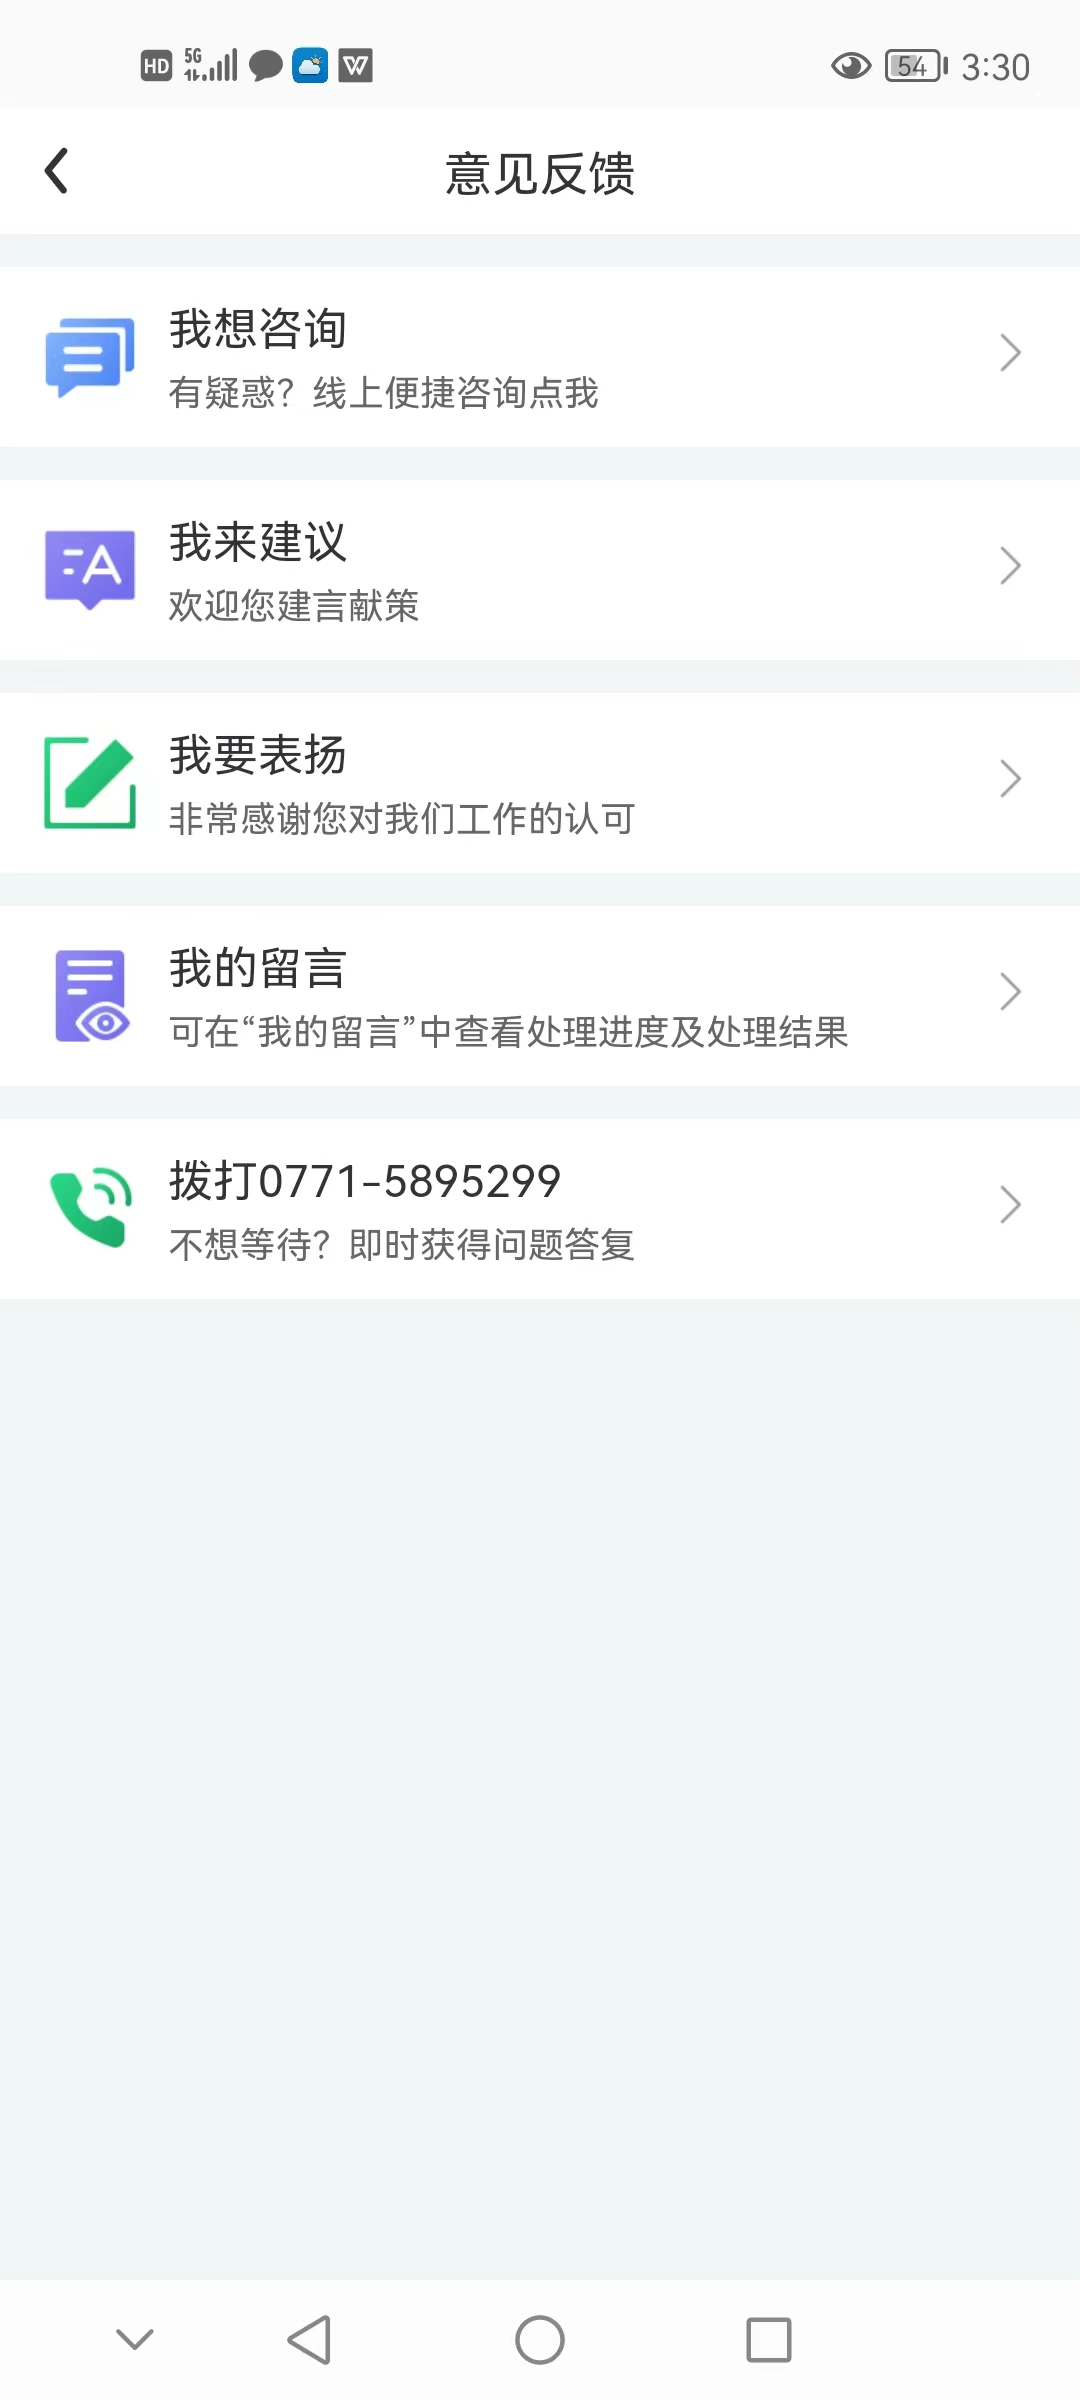 HD 5G 54 3:30
意见反馈
我想咨询
有疑惑？线上便捷咨询点我
A
我来建议
欢迎您建言献策
我要表扬
非常感谢您对我们工作的认可
我的留言
可在“我的留言”中查看处理进度及处理结果
拨打0771-5895299
不想等待？即时获得问题答复